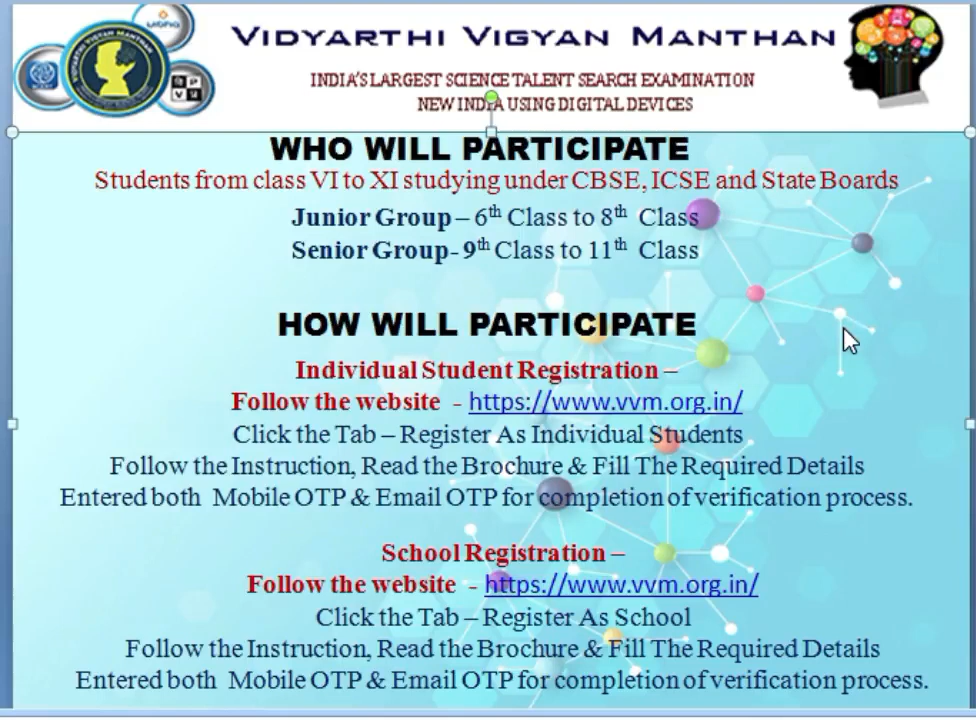 VIDYARTHI VIGYAN MANTHAN
INDIA'S LARGEST SCIENCE TALENT SEARCH EXAMINATION
NEW INDIA USING DIGITAL DEVICES
WHO WILL PARTICIPATE
Students from class VI to XI studying under CBSE, ICSE and State Boards
Junior Group – 6th Class to 8th Class
Senior Group- 9th Class to 11th Class
HOW WILL PARTICIPATE
Individual Student Registration –
Follow the website - https://www.vvm.org.in/
Click the Tab – Register As Individual Students
Follow the Instruction, Read the Brochure & Fill The Required Details
Entered both Mobile OTP & Email OTP for completion of verification process.
School Registration –
Follow the website - https://www.vvm.org.in/
Click the Tab – Register As School
Follow the Instruction, Read the Brochure & Fill The Required Details
Entered both Mobile OTP & Email OTP for completion of verification process.